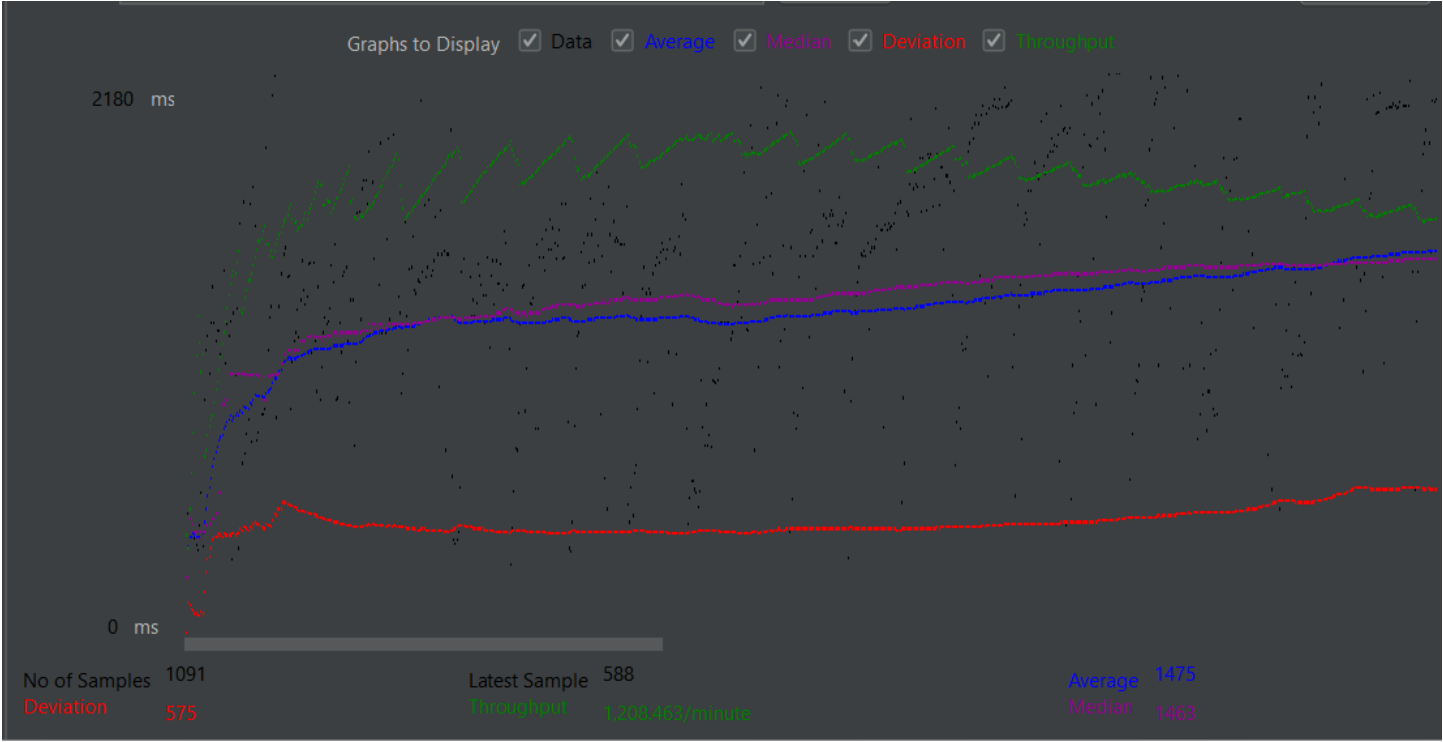 Graphs to Display Data Average Median Deviation Throughput
2180 ms
0 ms
No of Samples 1091 Latest Sample 588 Average 1475
Deviation 575 Throughput 1,208.463/minute Median 1463